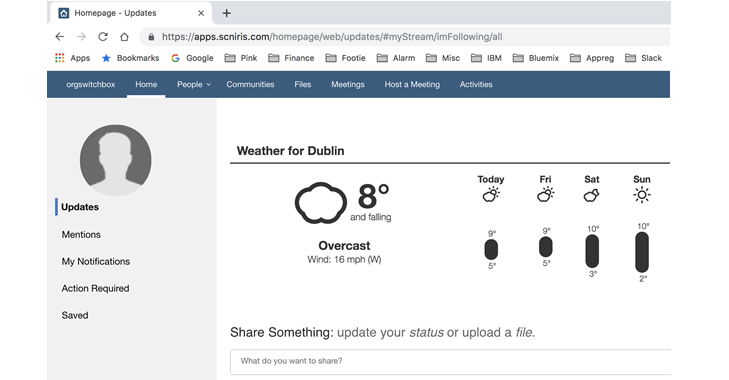 Homepage - Updates
https://apps.scniris.com/homepage/web/updates/#myStream/imFollowing/all
Apps Bookmarks Google Pink Finance Footie Alarm Misc IBM Bluemix Appreg Slack
orgswitchbox Home People Communities Files Meetings Host a Meeting Activities
Updates
Mentions
My Notifications
Action Required
Saved
Weather for Dublin
8°
and falling
Overcast
Wind: 16 mph (W)
Today Fri Sat Sun
9° 9° 10° 10°
5° 5° 3° 2°
Share Something: update your status or upload a file.
What do you want to share?